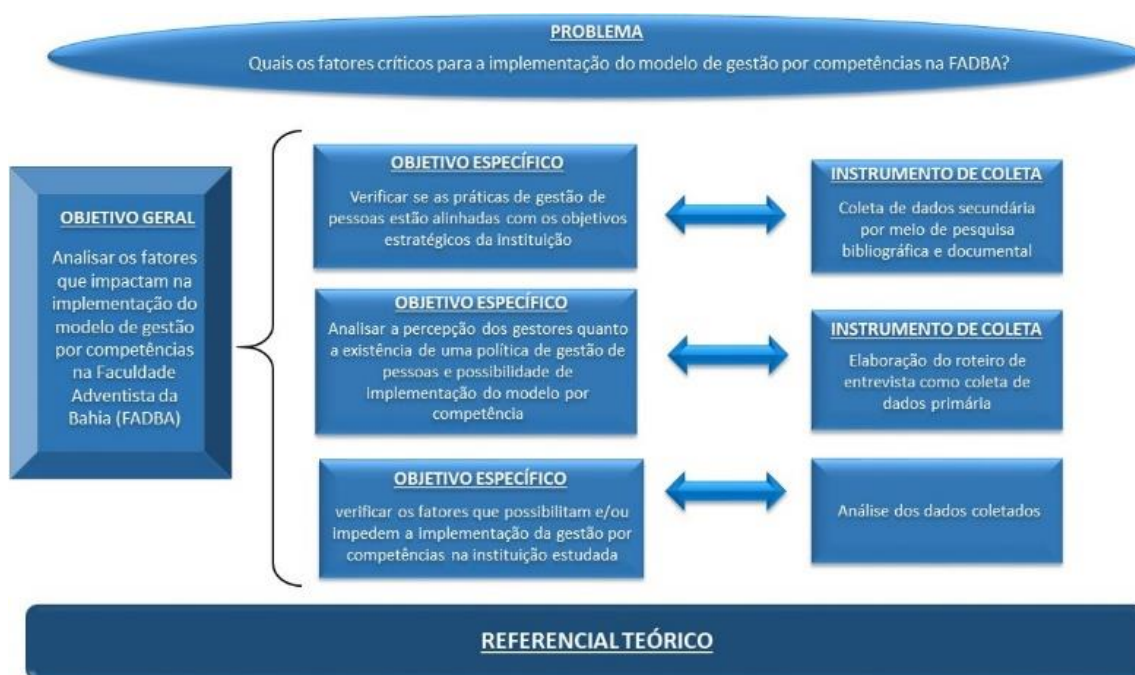 PROBLEMA
Quais os fatores críticos para a implementação do modelo de gestão por competências na FADBA?
OBJETIVO GERAL
Analisar os fatores
que impactam na
implementação do
modelo de gestão
por competências
na Faculdade
Adventista da
Bahia (FADBA)
OBJETIVO ESPECÍFICO
Verificar se as práticas de gestão de
pessoas estão alinhadas com os objetivos
estratégicos da instituição
INSTRUMENTO DE COLETA
Coleta de dados secundária
por meio de pesquisa
bibliográfica e documental
OBJETIVO ESPECÍFICO
Analisar a percepção dos gestores quanto
a existência de uma política de gestão de
pessoas e possibilidade de
implementação do modelo por
competência
INSTRUMENTO DE COLETA
Elaboração do roteiro de
entrevista como coleta de
dados primária
OBJETIVO ESPECÍFICO
verificar os fatores que possibilitam e/ou
impedem a implementação da gestão por
competências na instituição estudada
Análise dos dados coletados
REFERENCIAL TEÓRICO